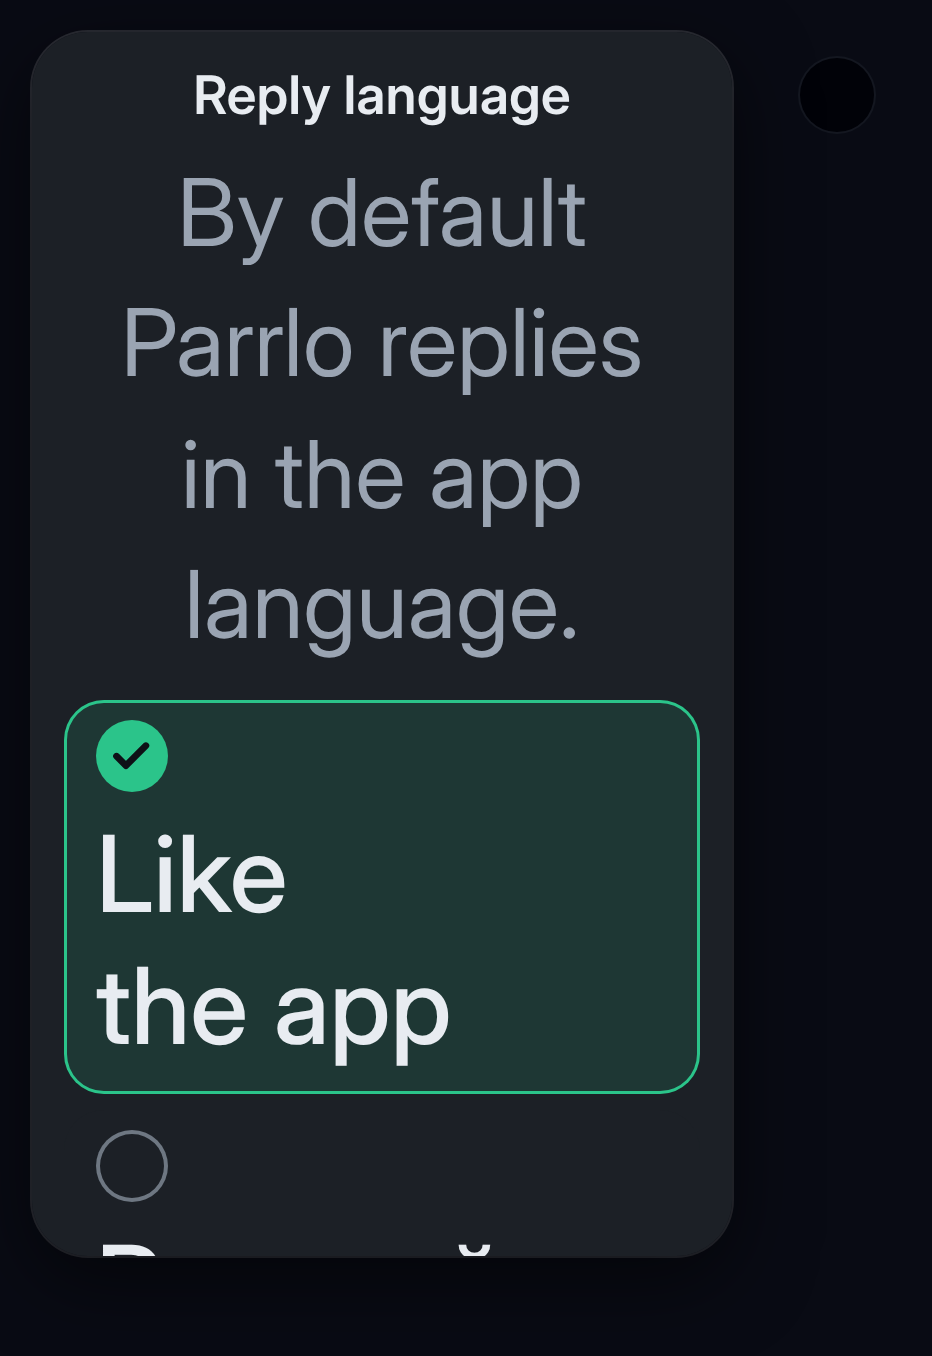 Reply language
By default
Parrlo replies
in the app
language.
Like
the app